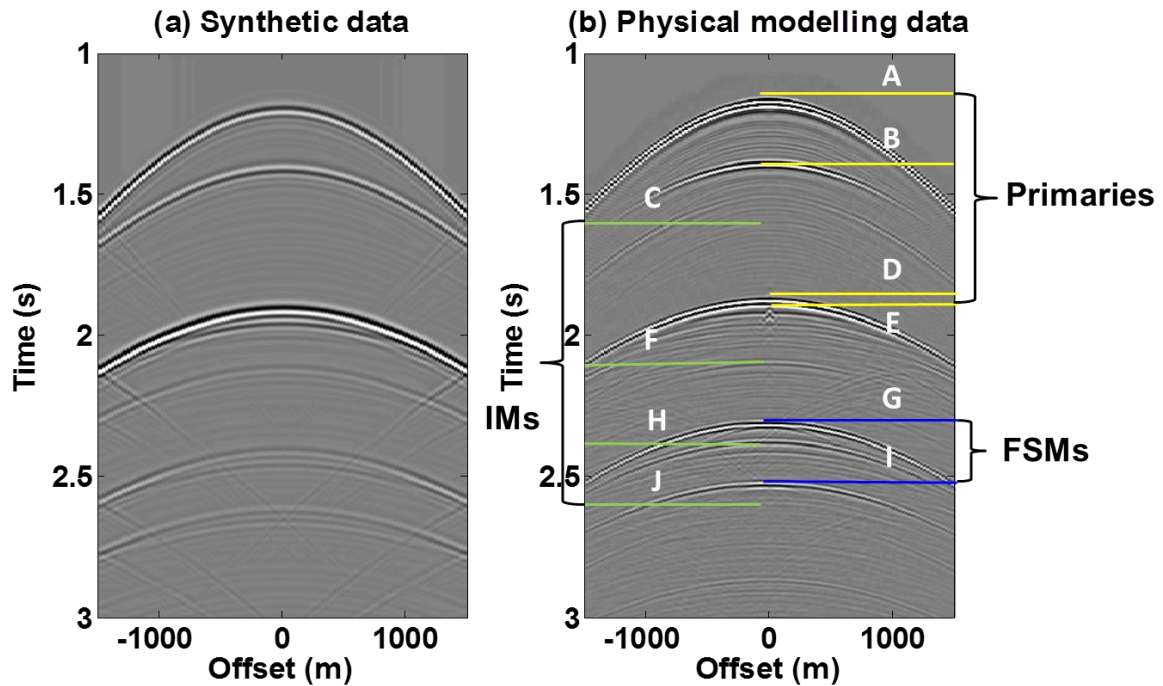 (a) Synthetic data
(b) Physical modelling data
1
1.5
2
2.5
3
Time (s)
-1000 0 1000
Offset (m)
1
1.5
2
2.5
3
Time (s)
-1000 0 1000
Offset (m)
A
B
C
D
E
F
G
H
I
J
Primaries
IMs
FSMs